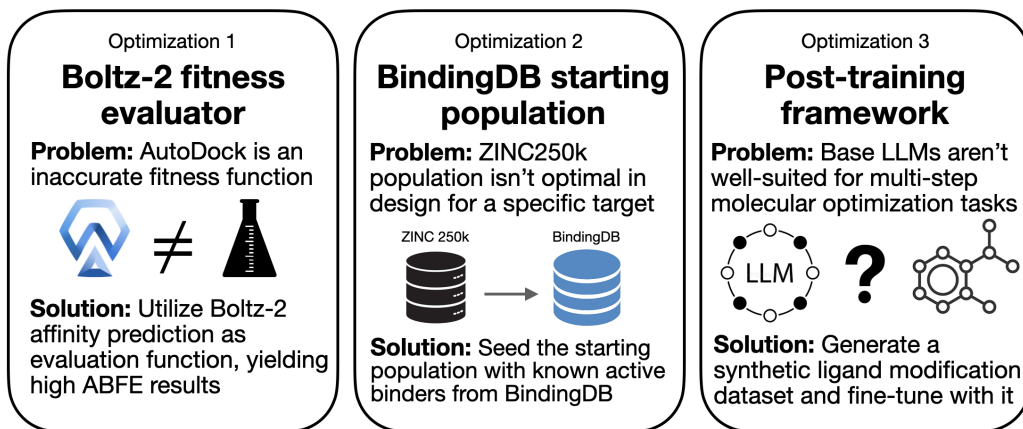 Optimization 1
Boltz-2 fitness
evaluator
Problem: AutoDock is an
inaccurate fitness function
Solution: Utilize Boltz-2
affinity prediction as
evaluation function, yielding
high ABFE results
Optimization 2
BindingDB starting
population
Problem: ZINC250k
population isn't optimal in
design for a specific target
ZINC 250k
BindingDB
Solution: Seed the starting
population with known active
binders from BindingDB
Optimization 3
Post-training
framework
Problem: Base LLMs aren't
well-suited for multi-step
molecular optimization tasks
LLM
?
Solution: Generate a
synthetic ligand modification
dataset and fine-tune with it